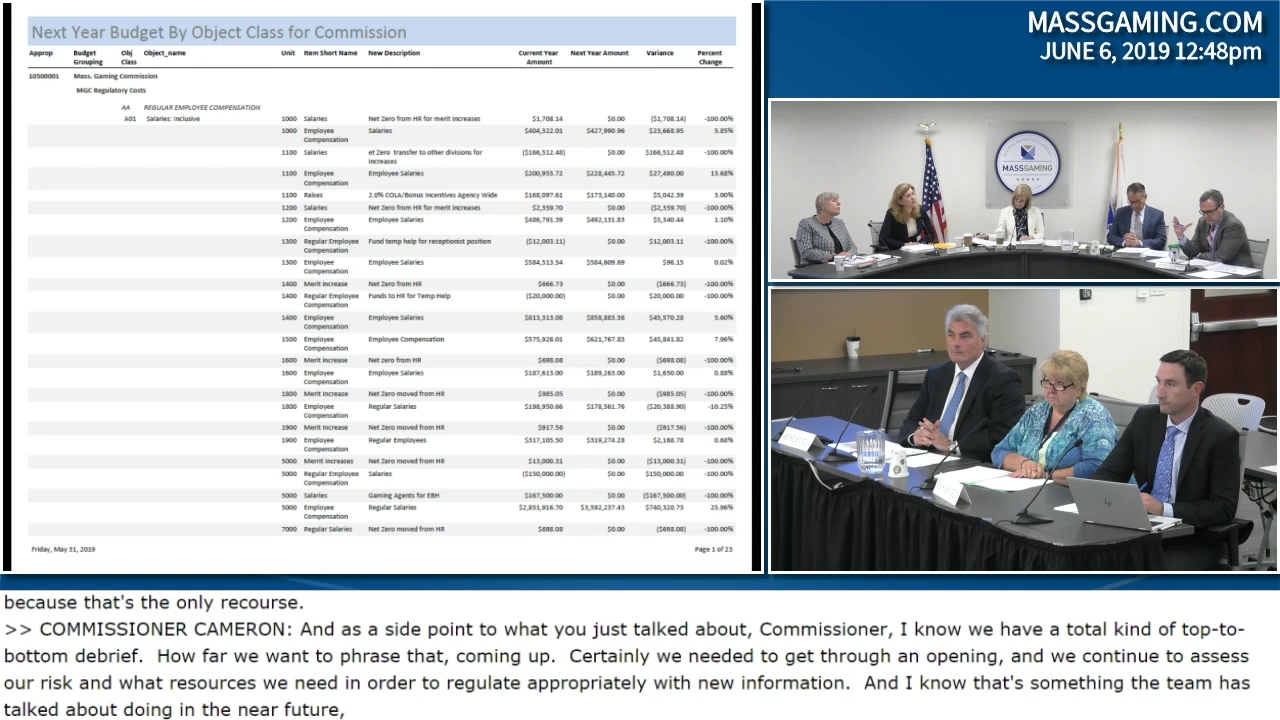 Next Year Budget By Object Class for Commission
Approp Budget Grouping Obj Class Object_name Unit Item Short Name New Description Current Year Amount Next Year Amount Variance Percent Change
10500001 Mass. Gaming Commission
MGC Regulatory Costs
AA REGULAR EMPLOYEE COMPENSATION
A01 Salaries: Inclusive 1000 Salaries Net Zero from HR for merit increases $1,708.14 $0.00 ($1,708.14) -100.00%
1000 Employee Compensation Salaries $404,322.01 $427,990.96 $23,668.95 5.85%
1100 Salaries et Zero transfer to other divisions for increases ($166,512.48) $0.00 $166,512.48 -100.00%
1100 Employee Compensation Employee Salaries $200,955.72 $228,445.72 $27,490.00 13.68%
1100 Raises 2.0% COLA/Bonus Incentives Agency Wide $168,097.61 $173,140.00 $5,042.39 3.00%
1200 Salaries Net Zero from HR for merit increases $2,359.70 $0.00 ($2,359.70) -100.00%
1200 Employee Compensation Employee Salaries $486,791.39 $492,131.83 $5,340.44 1.10%
1300 Regular Employee Compensation Fund temp help for receptionist position ($12,003.11) $0.00 $12,003.11 -100.00%
1300 Employee Compensation Employee Salaries $584,513.54 $584,609.69 $96.15 0.02%
1400 Merit increase Net Zero from HR $666.73 $0.00 ($666.73) -100.00%
1400 Regular Employee Compensation Funds to HR for Temp Help ($20,000.00) $0.00 $20,000.00 -100.00%
1400 Employee Compensation Employee Salaries $813,313.08 $858,883.36 $45,570.28 5.60%
1500 Employee Compensation Employee Compensation $575,926.01 $621,767.83 $45,841.82 7.96%
1600 Merit increase Net zero from HR $698.08 $0.00 ($698.08) -100.00%
1600 Employee Compensation Employee Salaries $187,613.00 $189,263.00 $1,650.00 0.88%
1800 Merit Increase Net Zero moved from HR $985.05 $0.00 ($985.05) -100.00%
1800 Employee Compensation Regular Salaries $198,950.66 $178,561.76 ($20,388.90) -10.25%
1900 Merit Increase Net Zero moved from HR $917.56 $0.00 ($917.56) -100.00%
1900 Employee Compensation Regular Employees $317,105.50 $319,274.28 $2,168.78 0.68%
5000 Merrit increases Net Zero moved from HR $13,000.31 $0.00 ($13,000.31) -100.00%
5000 Regular Employee Compensation Salaries ($150,000.00) $0.00 $150,000.00 -100.00%
5000 Salaries Gaming Agents for EBH $167,500.00 $0.00 ($167,500.00) -100.00%
5000 Employee Compensation Regular Salaries $2,851,916.70 $3,592,237.43 $740,320.73 25.96%
7000 Regular Salaries Net Zero moved from HR $698.08 $0.00 ($698.08) -100.00%
Friday, May 31, 2019 Page 1 of 23
MASSGAMING.COM
JUNE 6, 2019 12:48pm
MASSGAMING
hp
because that's the only recourse.
>> COMMISSIONER CAMERON: And as a side point to what you just talked about, Commissioner, I know we have a total kind of top-to-
bottom debrief. How far we want to phrase that, coming up. Certainly we needed to get through an opening, and we continue to assess
our risk and what resources we need in order to regulate appropriately with new information. And I know that's something the team has
talked about doing in the near future,